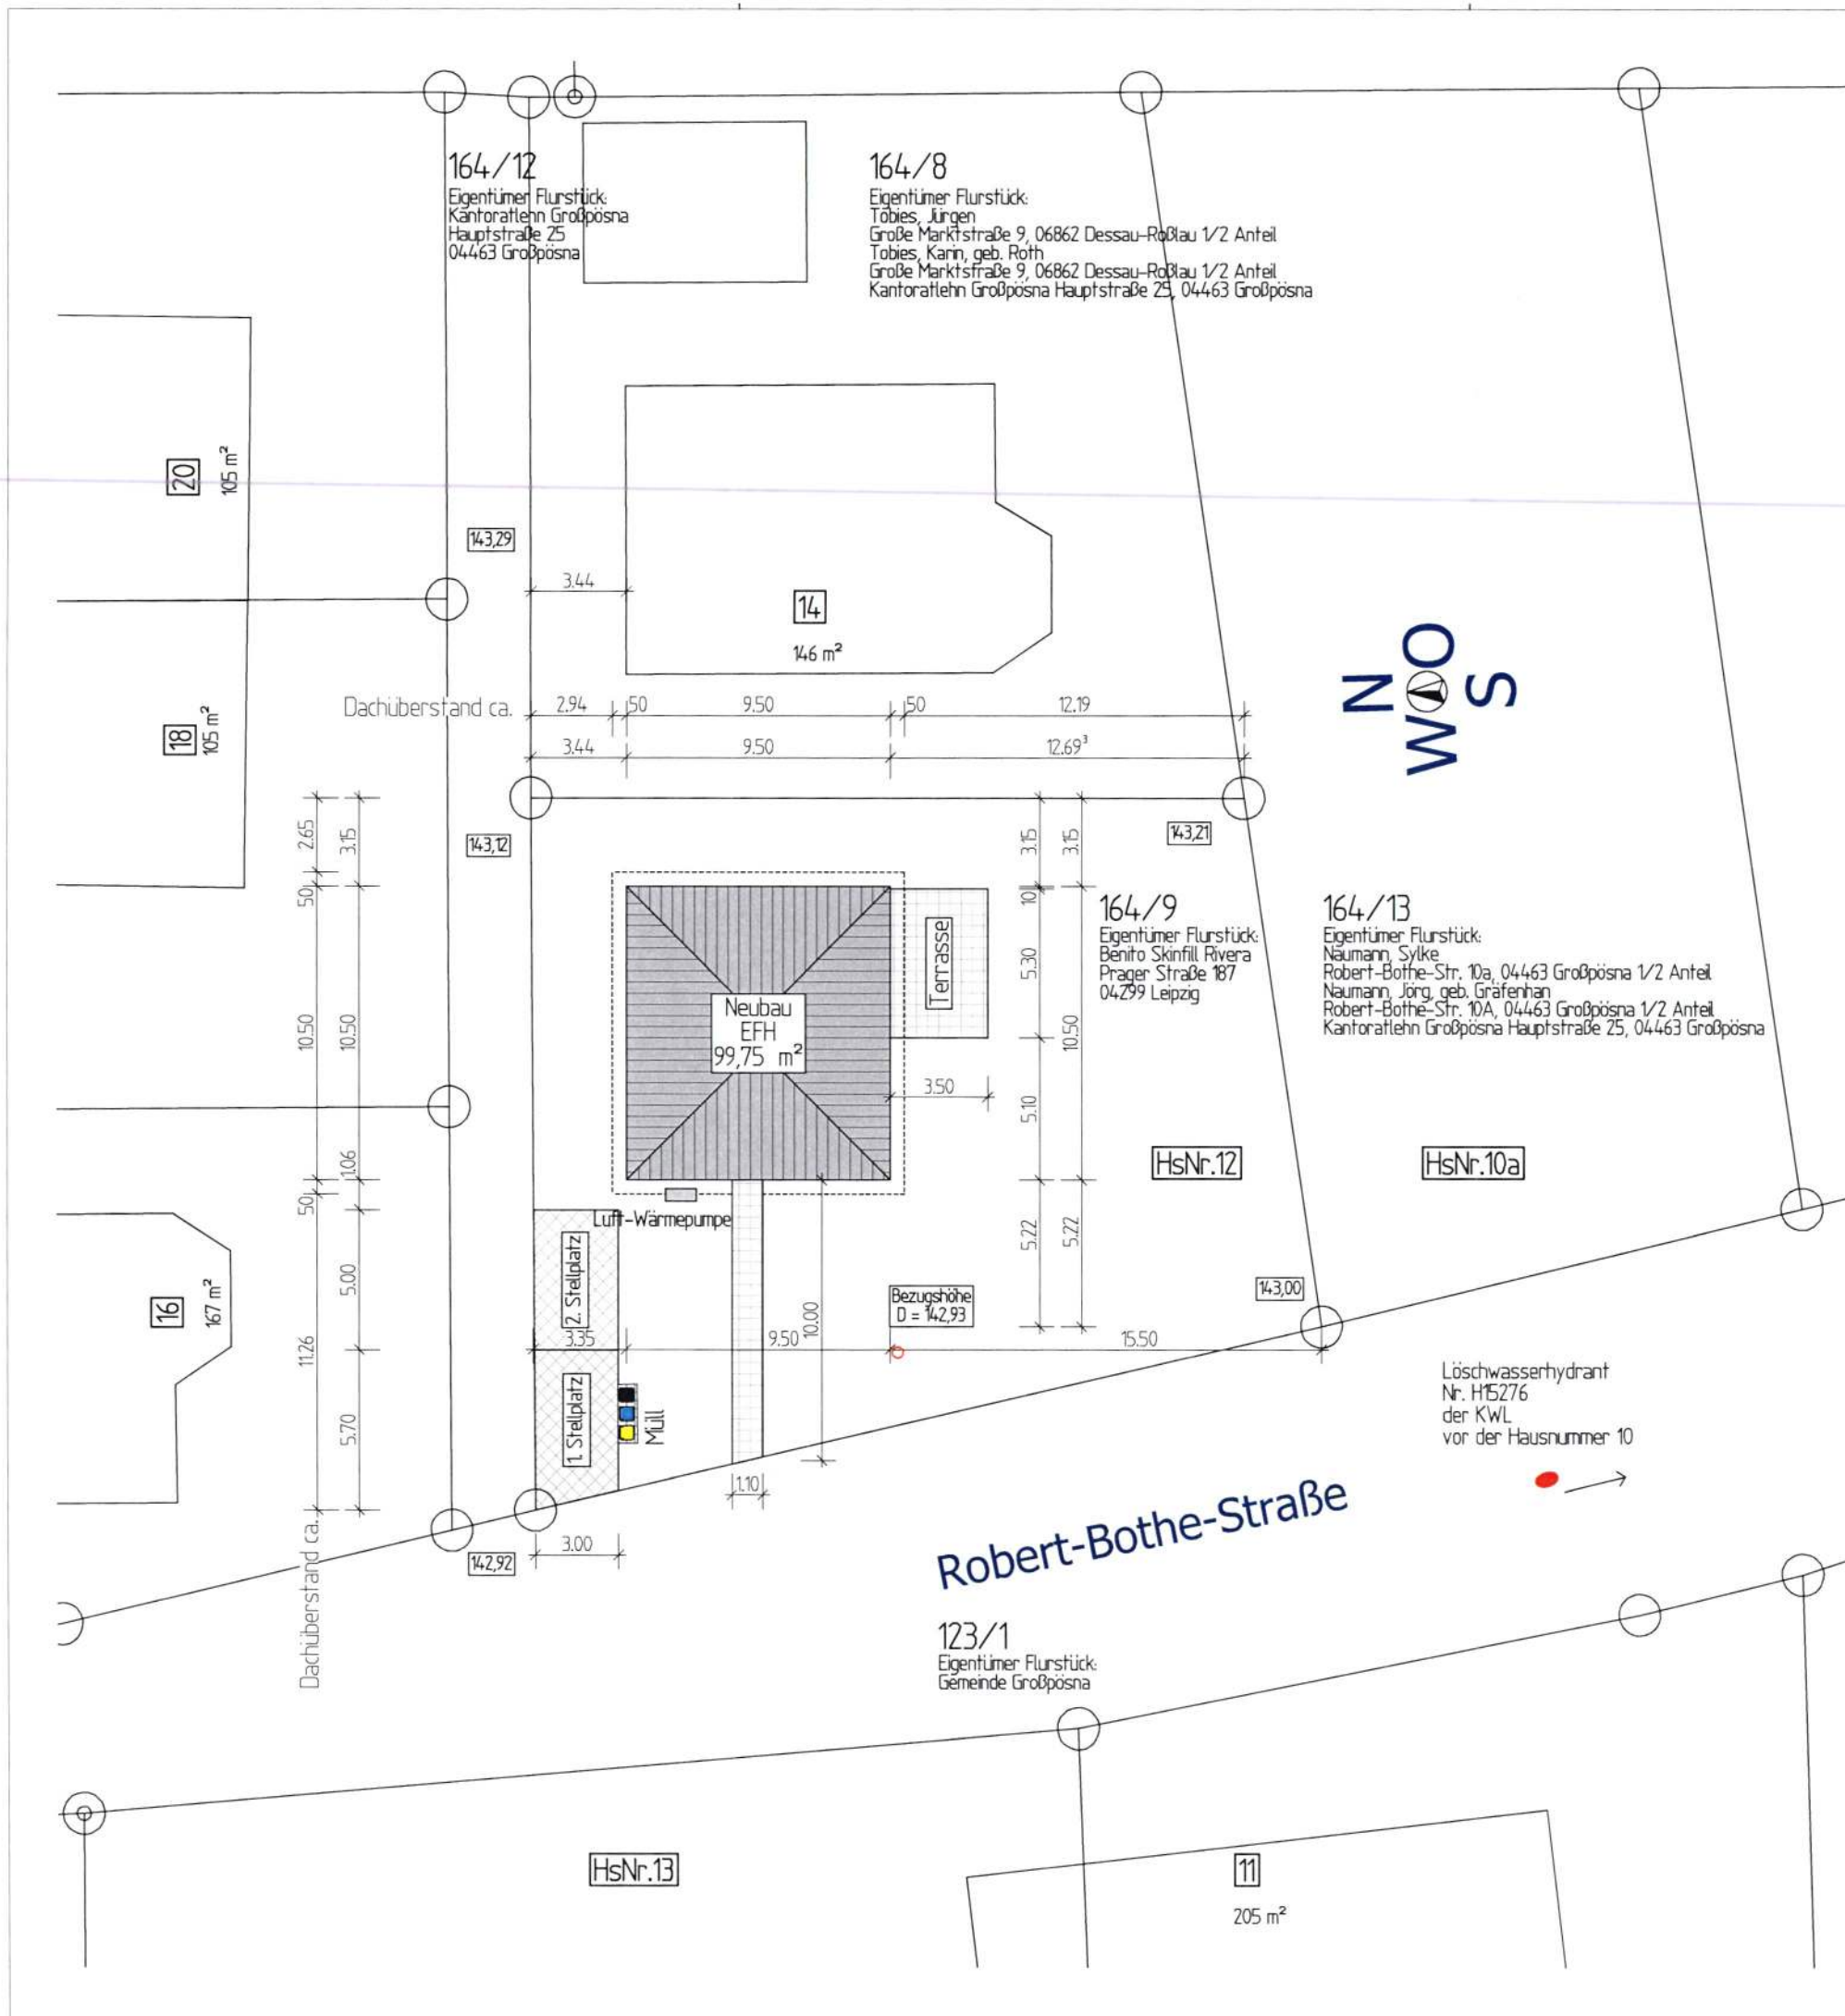 164/12
Eigentümer Flurstück:
Kantoratlehn Großpösna
Hauptstraße 25
04463 Großpösna
164/8
Eigentümer Flurstück:
Tobies, Jürgen
Große Marktstraße 9, 06862 Dessau-Roßlau 1/2 Anteil
Tobies, Karin, geb. Roth
Große Marktstraße 9, 06862 Dessau-Roßlau 1/2 Anteil
Kantoratlehn Großpösna Hauptstraße 25, 04463 Großpösna
20
105 m²
143,29
3.44
14
146 m²
N
W O
S
18
105 m²
Dachüberstand ca.
2.94
50
9.50
50
12.19
3.44
9.50
12.69³
2.65
3.15
50
10.50
10.50
1.06
50
5.00
11.26
5.70
Dachüberstand ca.
143,12
143,21
3.15
3.15
10
5.30
10.50
5.10
5.22
5.22
Neubau
EFH
99,75 m²
Terrasse
3.50
164/9
Eigentümer Flurstück:
Benito Skinfill Rivera
Prager Straße 187
04299 Leipzig
164/13
Eigentümer Flurstück:
Naumann, Sylke
Robert-Bothe-Str. 10a, 04463 Großpösna 1/2 Anteil
Naumann, Jörg, geb. Gräfenhan
Robert-Bothe-Str. 10A, 04463 Großpösna 1/2 Anteil
Kantoratlehn Großpösna Hauptstraße 25, 04463 Großpösna
HsNr.12
HsNr.10a
Luft-Wärmepumpe
16
167 m²
2. Stellplatz
3.35
9.50
10.00
Bezugshöhe
D = 142,93
143,00
15.50
1. Stellplatz
Müll
1.10
3.00
142,92
Löschwasserhydrant
Nr. H15276
der KWL
vor der Hausnummer 10
Robert-Bothe-Straße
123/1
Eigentümer Flurstück:
Gemeinde Großpösna
HsNr.13
11
205 m²